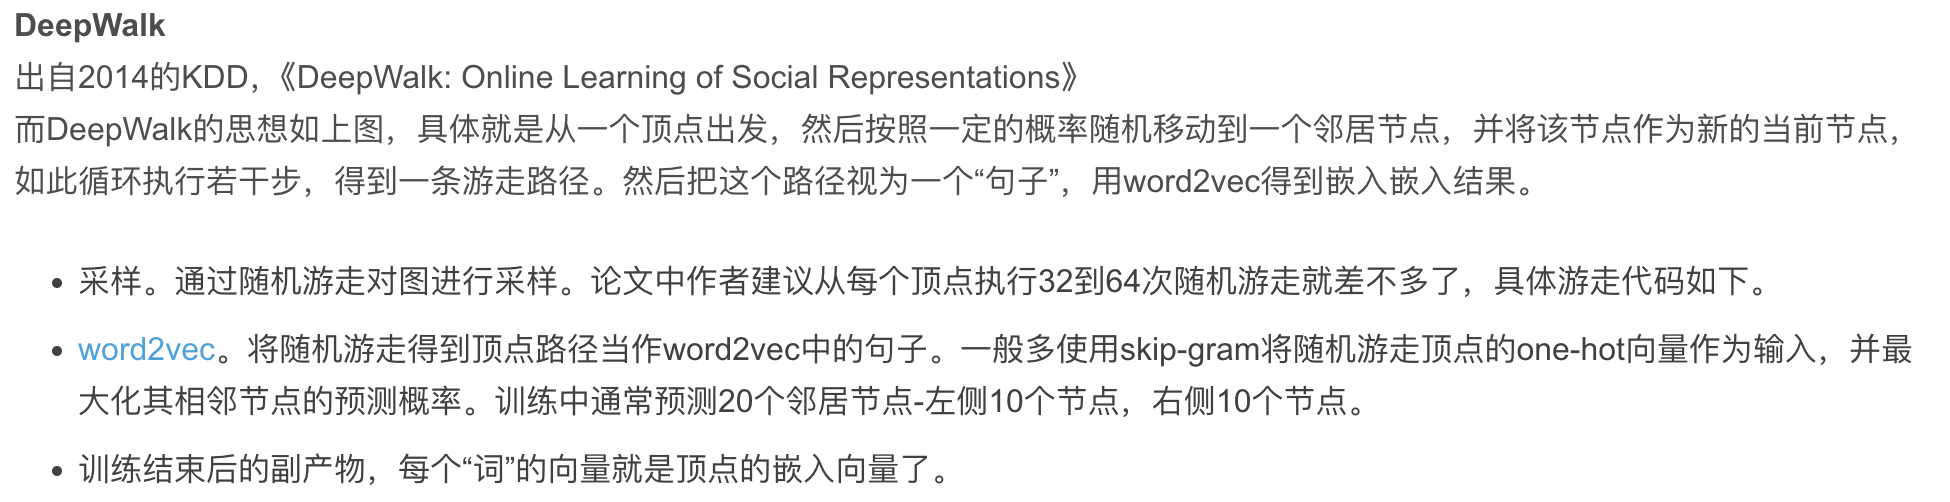 DeepWalk
出自2014的KDD，《DeepWalk: Online Learning of Social Representations》
而DeepWalk的思想如上图，具体就是从一个顶点出发，然后按照一定的概率随机移动到一个邻居节点，并将该节点作为新的当前节点，
如此循环执行若干步，得到一条游走路径。然后把这个路径视为一个“句子”，用word2vec得到嵌入嵌入结果。
• 采样。通过随机游走对图进行采样。论文中作者建议从每个顶点执行32到64次随机游走就差不多了，具体游走代码如下。
• word2vec。将随机游走得到顶点路径当作word2vec中的句子。一般多使用skip-gram将随机游走顶点的one-hot向量作为输入，并最
大化其相邻节点的预测概率。训练中通常预测20个邻居节点-左侧10个节点，右侧10个节点。
• 训练结束后的副产物，每个“词”的向量就是顶点的嵌入向量了。